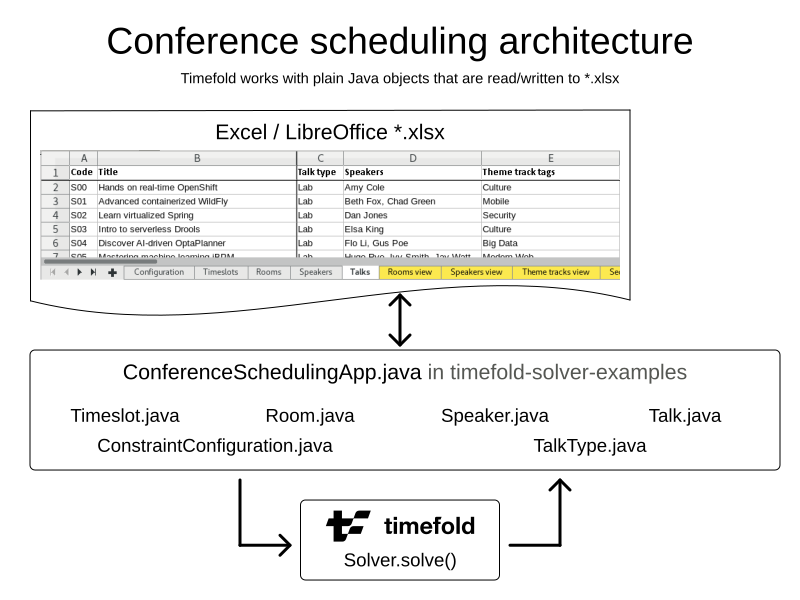 Conference scheduling architecture
Timefold works with plain Java objects that are read/written to *.xlsx
Excel / LibreOffice *.xlsx
A B C D E
1 Code Title Talk type Speakers Theme track tags
2 S00 Hands on real-time OpenShift Lab Amy Cole Culture
3 S01 Advanced containerized WildFly Lab Beth Fox, Chad Green Mobile
4 S02 Learn virtualized Spring Lab Dan Jones Security
5 S03 Intro to serverless Drools Lab Elsa King Culture
6 S04 Discover AI-driven OptaPlanner Lab Flo Li, Gus Poe Big Data
7 S05 Mastering machine learning jBPM Lab Hugo Rye, Ivy Smith, Jay Watt Modern Web
Configuration Timeslots Rooms Speakers Talks Rooms view Speakers view Theme tracks view
ConferenceSchedulingApp.java in timefold-solver-examples
Timeslot.java Room.java Speaker.java Talk.java
ConstraintConfiguration.java TalkType.java
timefold
Solver.solve()